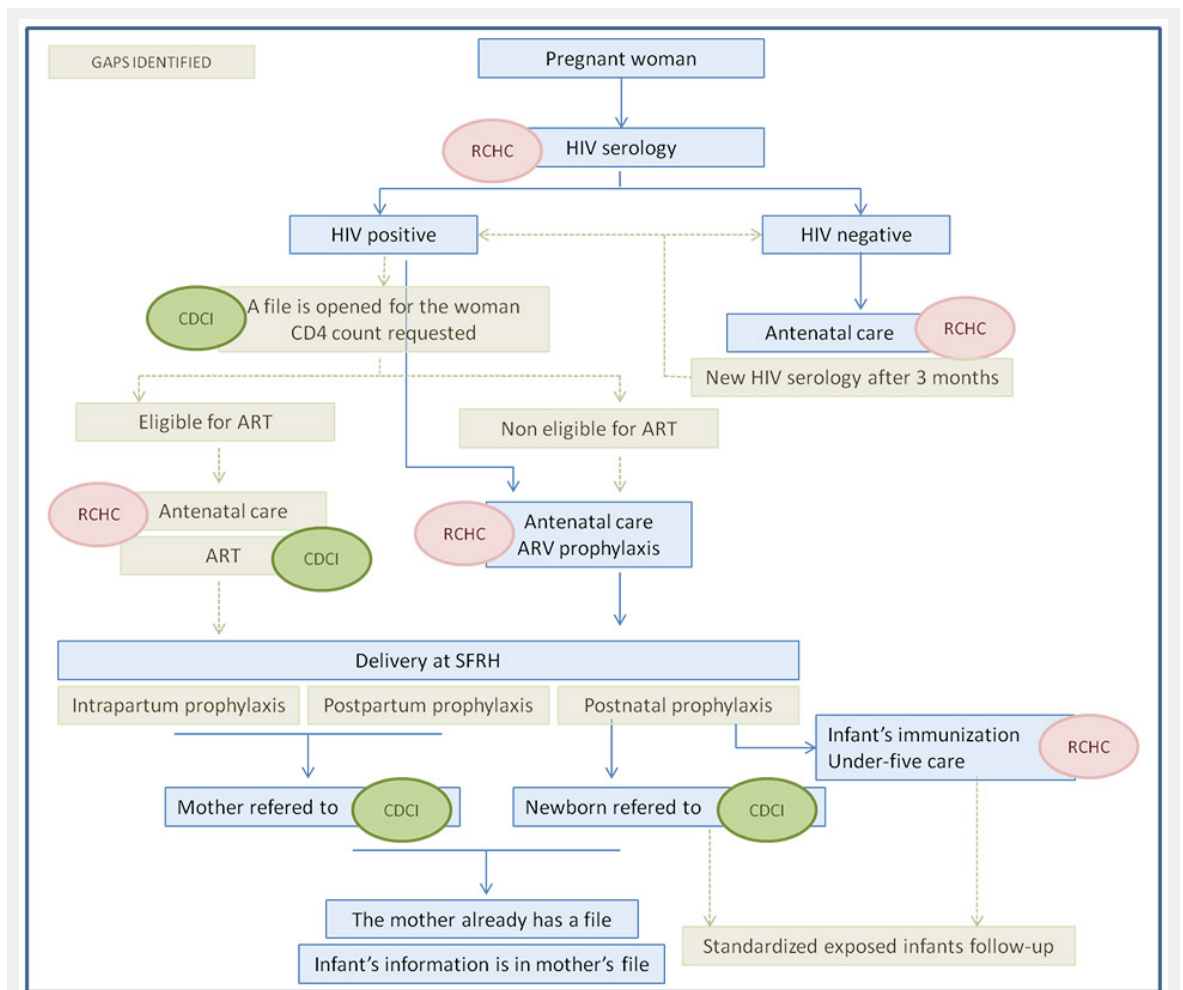 GAPS IDENTIFIED
Pregnant woman
RCHC
HIV serology
HIV positive
HIV negative
CDCI
A file is opened for the woman
CD4 count requested
Antenatal care
RCHC
New HIV serology after 3 months
Eligible for ART
Non eligible for ART
RCHC
Antenatal care
ART
CDCI
RCHC
Antenatal care
ARV prophylaxis
Delivery at SFRH
Intrapartum prophylaxis
Postpartum prophylaxis
Postnatal prophylaxis
Infant's immunization
Under-five care
RCHC
Mother refered to
CDCI
Newborn refered to
CDCI
The mother already has a file
Infant's information is in mother's file
Standardized exposed infants follow-up